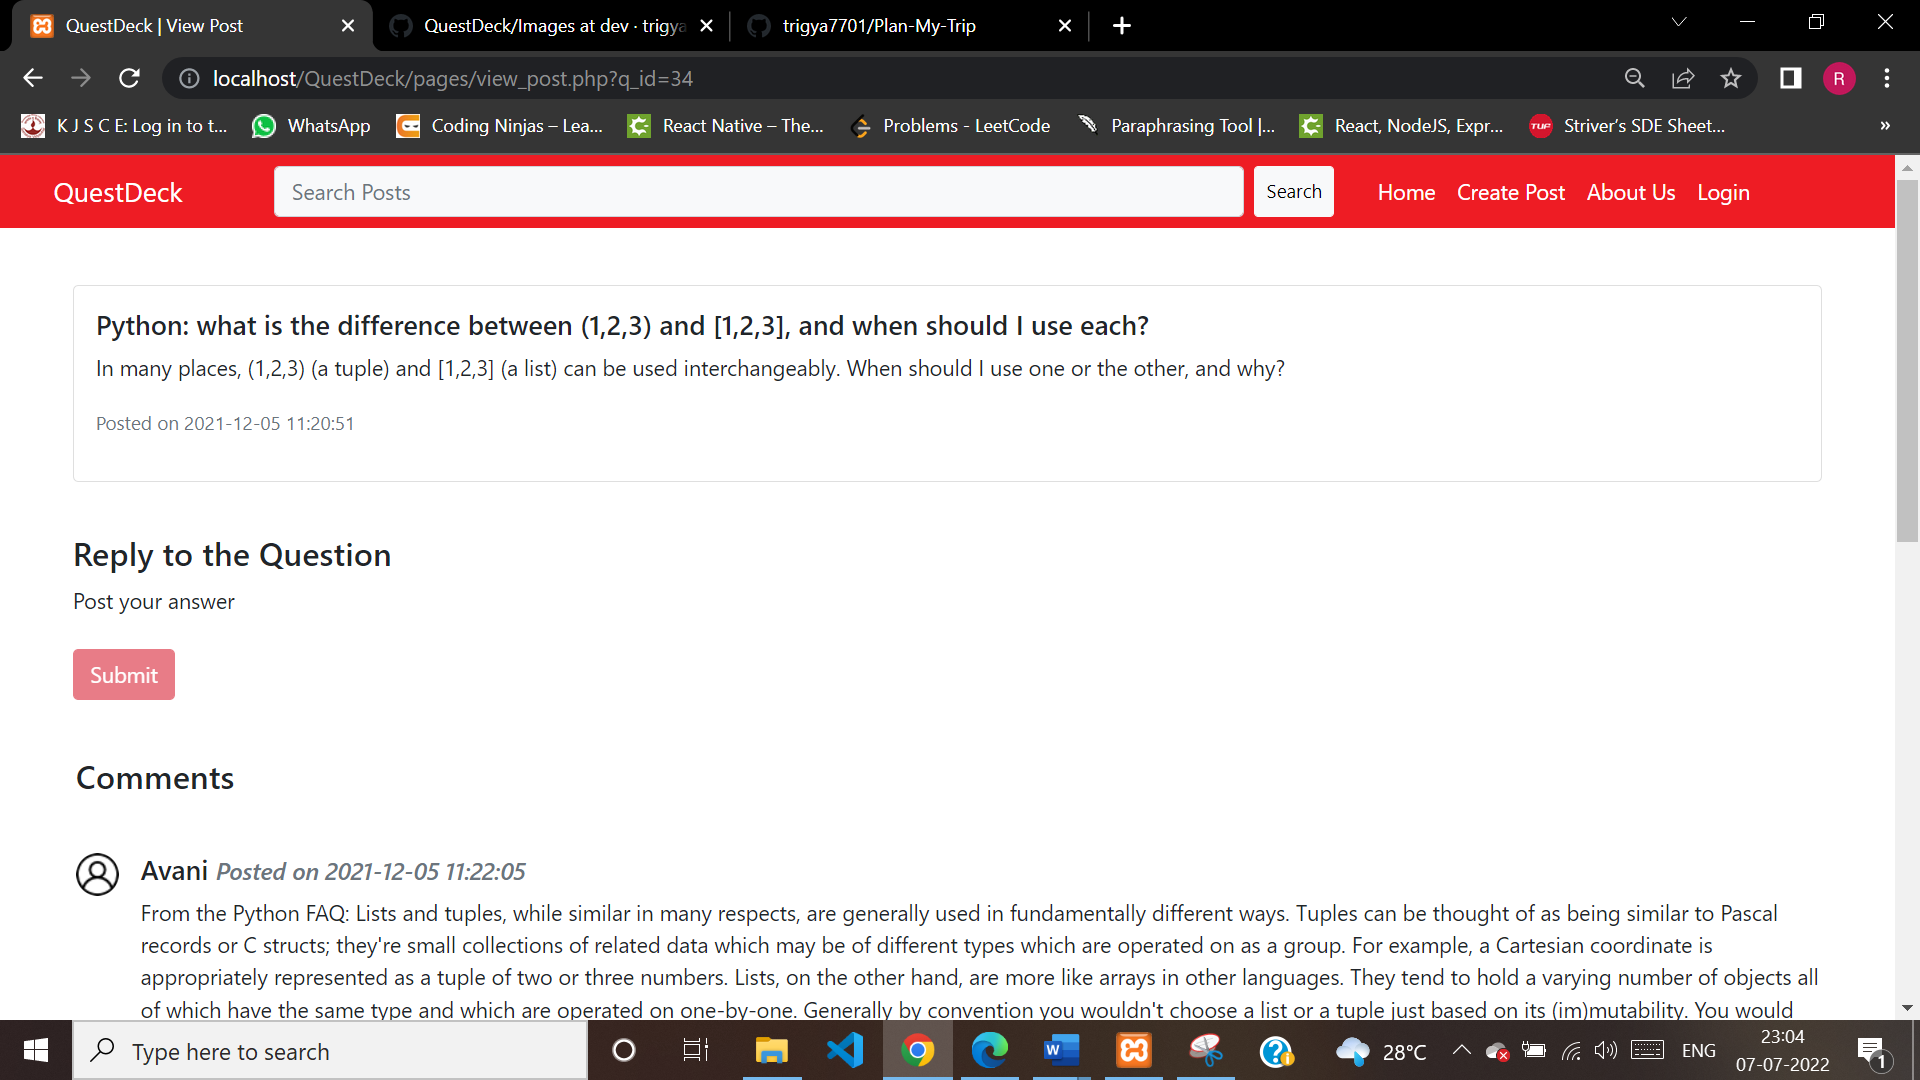 QuestDeck | View Post
QuestDeck/Images at dev · trigya
trigya7701/Plan-My-Trip
localhost/QuestDeck/pages/view_post.php?q_id=34
R
K J S C E: Log in to t...
WhatsApp
Coding Ninjas – Lea...
React Native – The...
Problems - LeetCode
Paraphrasing Tool |...
React, NodeJS, Expr...
TUF
Striver’s SDE Sheet...
»
QuestDeck
Search Posts
Search
Home
Create Post
About Us
Login
Python: what is the difference between (1,2,3) and [1,2,3], and when should I use each?
In many places, (1,2,3) (a tuple) and [1,2,3] (a list) can be used interchangeably. When should I use one or the other, and why?
Posted on 2021-12-05 11:20:51
Reply to the Question
Post your answer
Submit
Comments
Avani Posted on 2021-12-05 11:22:05
From the Python FAQ: Lists and tuples, while similar in many respects, are generally used in fundamentally different ways. Tuples can be thought of as being similar to Pascal
records or C structs; they're small collections of related data which may be of different types which are operated on as a group. For example, a Cartesian coordinate is
appropriately represented as a tuple of two or three numbers. Lists, on the other hand, are more like arrays in other languages. They tend to hold a varying number of objects all
of which have the same type and which are operated on one-by-one. Generally by convention you wouldn't choose a list or a tuple just based on its (im)mutability. You would
Type here to search
28°C
ENG
23:04
07-07-2022
1